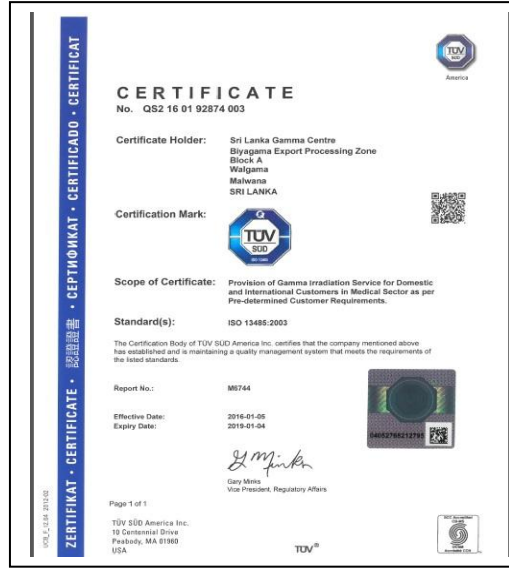 TÜV
SÜD
America
CERTIFICATE
No. QS2 16 01 92874 003
Certificate Holder: Sri Lanka Gamma Centre
Biyagama Export Processing Zone
Block A
Walgama
Malwana
SRI LANKA
Certification Mark:
TÜV
SÜD
ISO 13485
Scope of Certificate: Provision of Gamma Irradiation Service for Domestic
and International Customers in Medical Sector as per
Pre-determined Customer Requirements.
Standard(s): ISO 13485:2003
The Certification Body of TÜV SÜD America Inc. certifies that the company mentioned above
has established and is maintaining a quality management system that meets the requirements of
the listed standards.
Report No.: M6744
Effective Date: 2016-01-05
Expiry Date: 2019-01-04
04052768212795
G Minks
Gary Minks
Vice President, Regulatory Affairs
Page 1 of 1
TÜV SÜD America Inc.
10 Centennial Drive
Peabody, MA 01960
USA
TÜV®
ZERTIFIKAT • CERTIFICATE • 認證證書 • СЕРТИФИКАТ • CERTIFICADO • CERTIFICAT